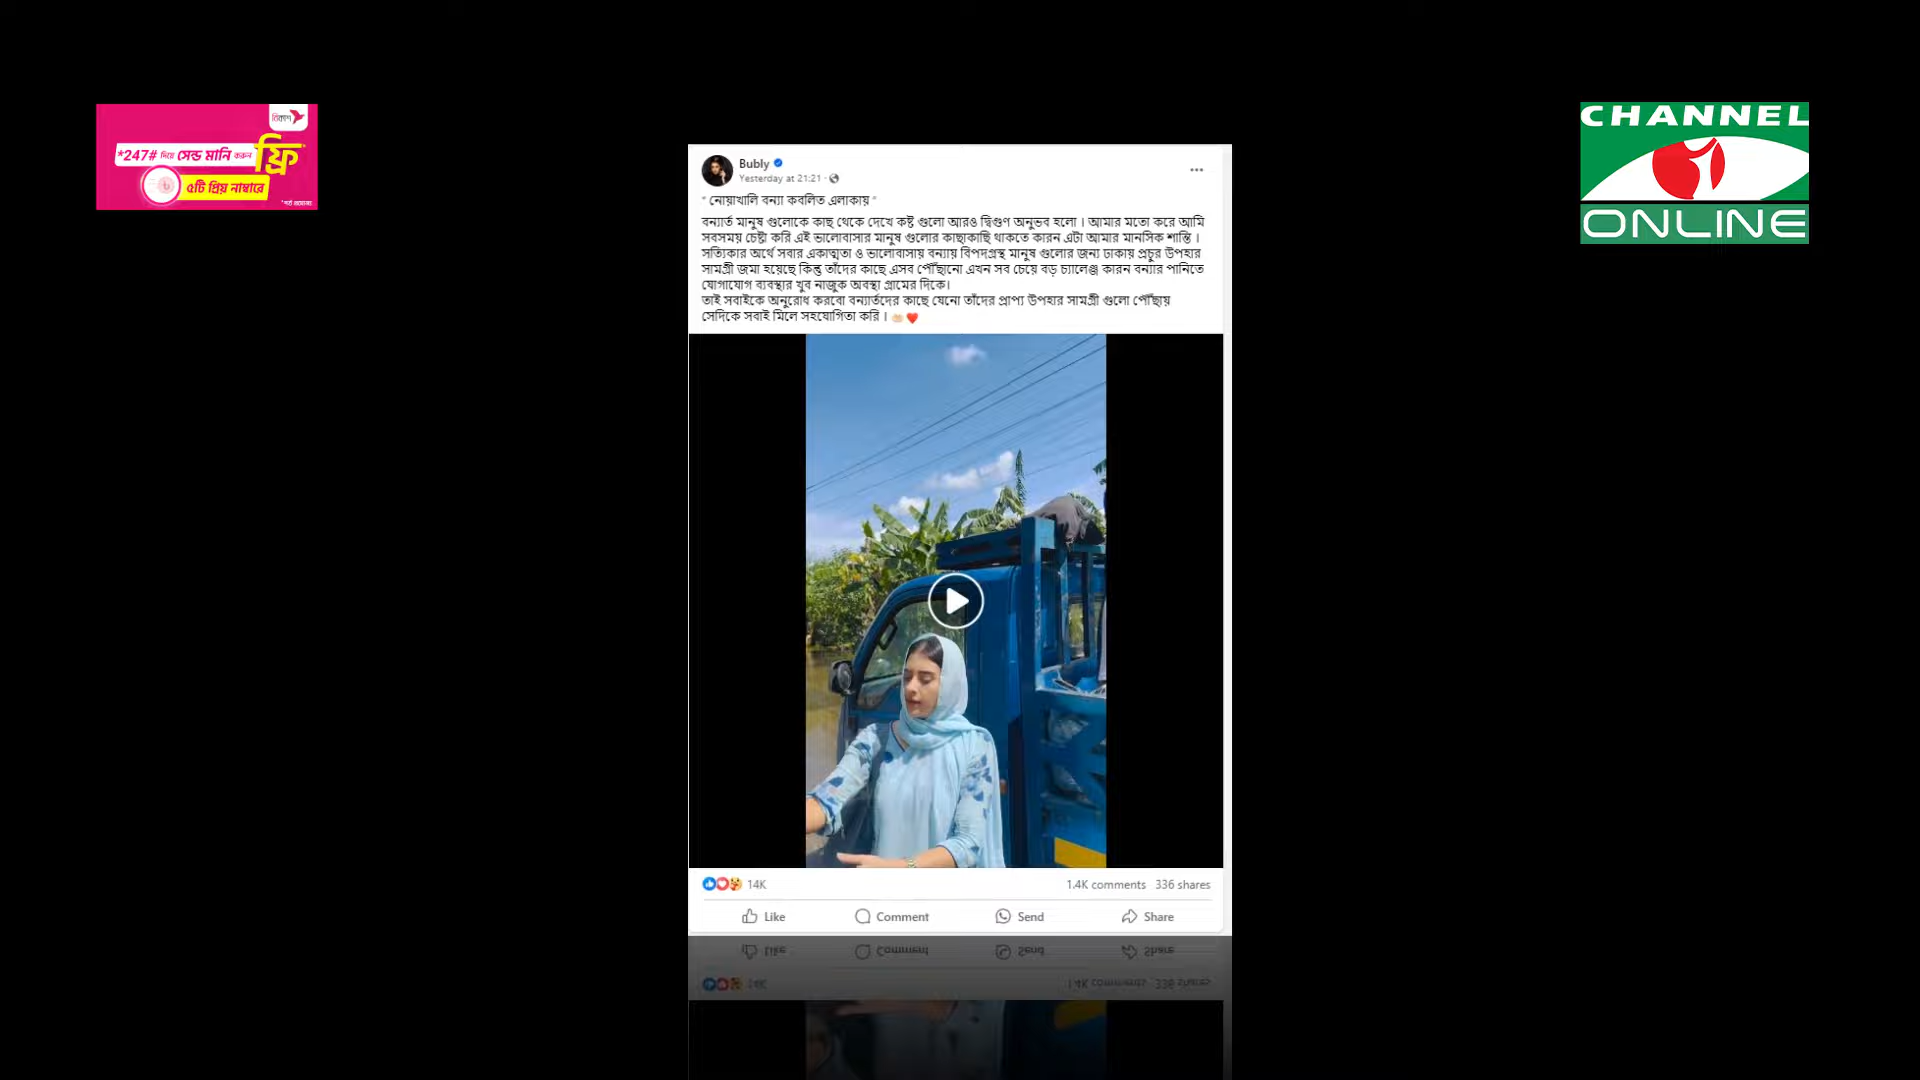 বিকাশ
*247# দিয়ে সেন্ড মানি করুন ফ্রি*
৫টি প্রিয় নাম্বারে
*শর্ত প্রযোজ্য
CHANNEL
ONLINE
Bubly
Yesterday at 21:21 ·
" নোয়াখালি বন্যা কবলিত এলাকায় "
বন্যার্ত মানুষ গুলোকে কাছ থেকে দেখে কষ্ট গুলো আরও দ্বিগুণ অনুভব হলো । আমার মতো করে আমি
সবসময় চেষ্টা করি এই ভালোবাসার মানুষ গুলোর কাছাকাছি থাকতে কারন এটা আমার মানসিক শান্তি ।
সত্যিকার অর্থে সবার একাত্মতা ও ভালোবাসায় বন্যায় বিপদগ্রস্থ মানুষ গুলোর জন্য ঢাকায় প্রচুর উপহার
সামগ্রী জমা হয়েছে কিন্তু তাঁদের কাছে এসব পৌঁছানো এখন সব চেয়ে বড় চ্যালেঞ্জ কারন বন্যার পানিতে
যোগাযোগ ব্যবস্থার খুব নাজুক অবস্থা গ্রামের দিকে।
তাই সবাইকে অনুরোধ করবো বন্যার্তদের কাছে যেনো তাঁদের প্রাপ্য উপহার সামগ্রী গুলো পৌঁছায়
সেদিকে সবাই মিলে সহযোগিতা করি । 🤲🏻❤️
14K 1.4K comments 336 shares
Like Comment Send Share